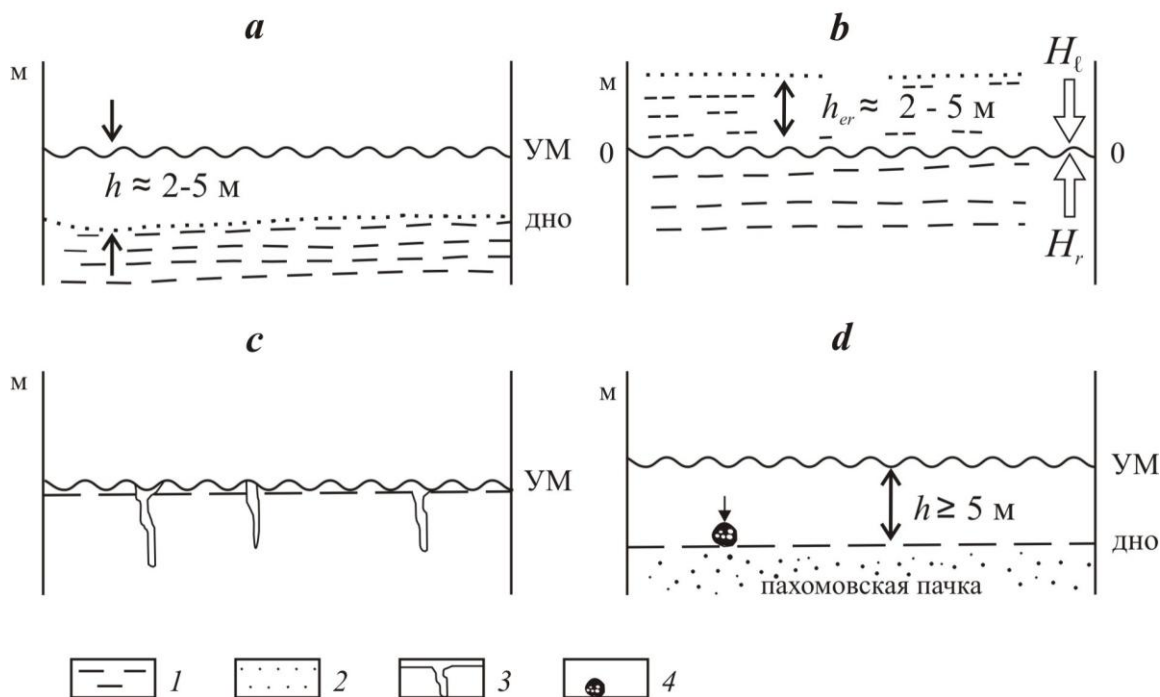 a
м
УМ
h ≈ 2-5 м
дно
b
м
h_er ≈ 2 - 5 м
H_ℓ
0
0
H_r
c
м
УМ
d
м
УМ
h ≥ 5 м
дно
пахомовская пачка
1
2
3
4